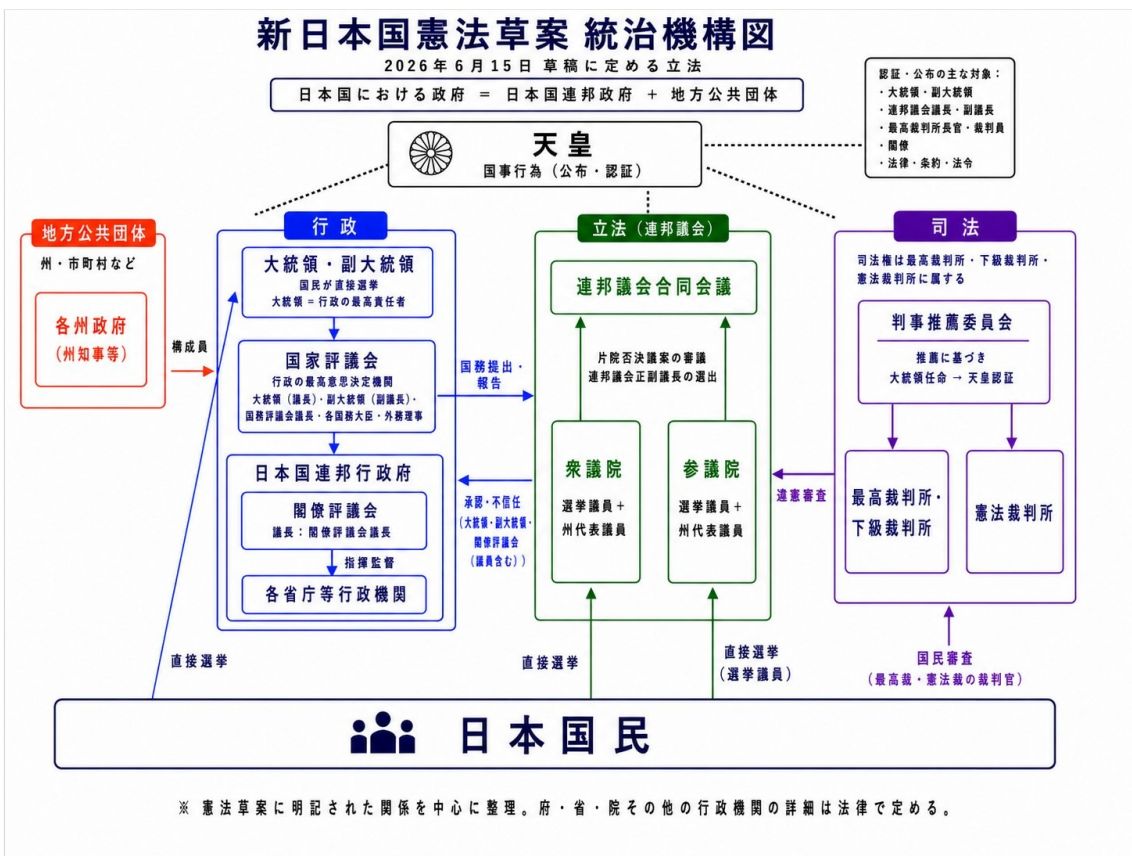 新日本国憲法草案 統治機構図
2026年6月15日 草稿に定める立法
日本国における政府 = 日本国連邦政府 + 地方公共団体
天皇
国事行為（公布・認証）
認証・公布の主な対象：
・大統領・副大統領
・連邦議会議長・副議長
・最高裁判所長官・裁判員
・閣僚
・法律・条約・法令
地方公共団体
州・市町村など
各州政府
（州知事等）
構成員
行政
大統領・副大統領
国民が直接選挙
大統領＝行政の最高責任者
国家評議会
行政の最高意思決定機関
大統領（議長）・副大統領（副議長）・
国務評議会議長・各国務大臣・外務理事
日本国連邦行政府
閣僚評議会
議長：閣僚評議会議長
指揮監督
各省庁等行政機関
国務提出・
報告
承認・不信任
（大統領・副大統領・
閣僚評議会
（議員含む））
立法（連邦議会）
連邦議会合同会議
片院否決議案の審議
連邦議会正副議長の選出
衆議院
選挙議員＋
州代表議員
参議院
選挙議員＋
州代表議員
違憲審査
司法
司法権は最高裁判所・下級裁判所・
憲法裁判所に属する
判事推薦委員会
推薦に基づき
大統領任命 → 天皇認証
最高裁判所・
下級裁判所
憲法裁判所
直接選挙
直接選挙
直接選挙
（選挙議員）
国民審査
（最高裁・憲法裁の裁判官）
日本国民
※ 憲法草案に明記された関係を中心に整理。府・省・院その他の行政機関の詳細は法律で定める。